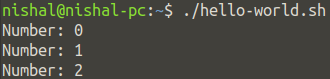 nishal@nishal-pc:~$ ./hello-world.sh
Number: 0
Number: 1
Number: 2